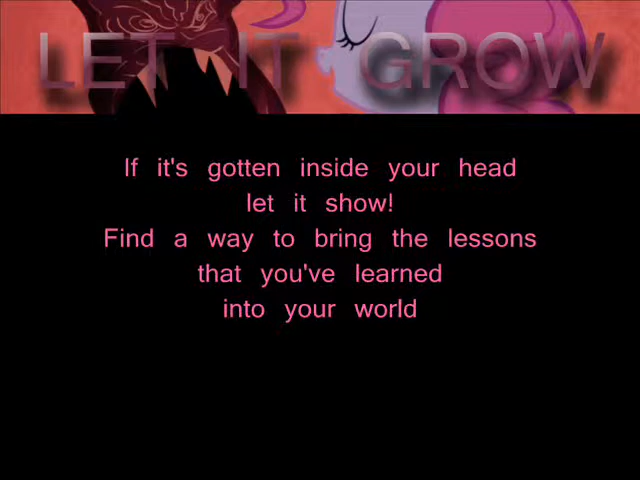 LET IT GROW
If it's gotten inside your head
let it show!
Find a way to bring the lessons
that you've learned
into your world